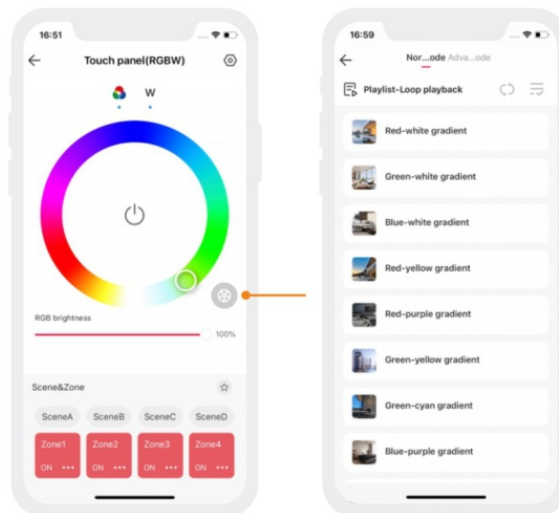 16:51
Touch panel(RGBW)
W
RGB brightness
100%
Scene&Zone
SceneA SceneB SceneC SceneD
Zone1 Zone2 Zone3 Zone4
ON ON ON ON
16:59
Nor...ode Adva...ode
Playlist-Loop playback
Red-white gradient
Green-white gradient
Blue-white gradient
Red-yellow gradient
Red-purple gradient
Green-yellow gradient
Green-cyan gradient
Blue-purple gradient